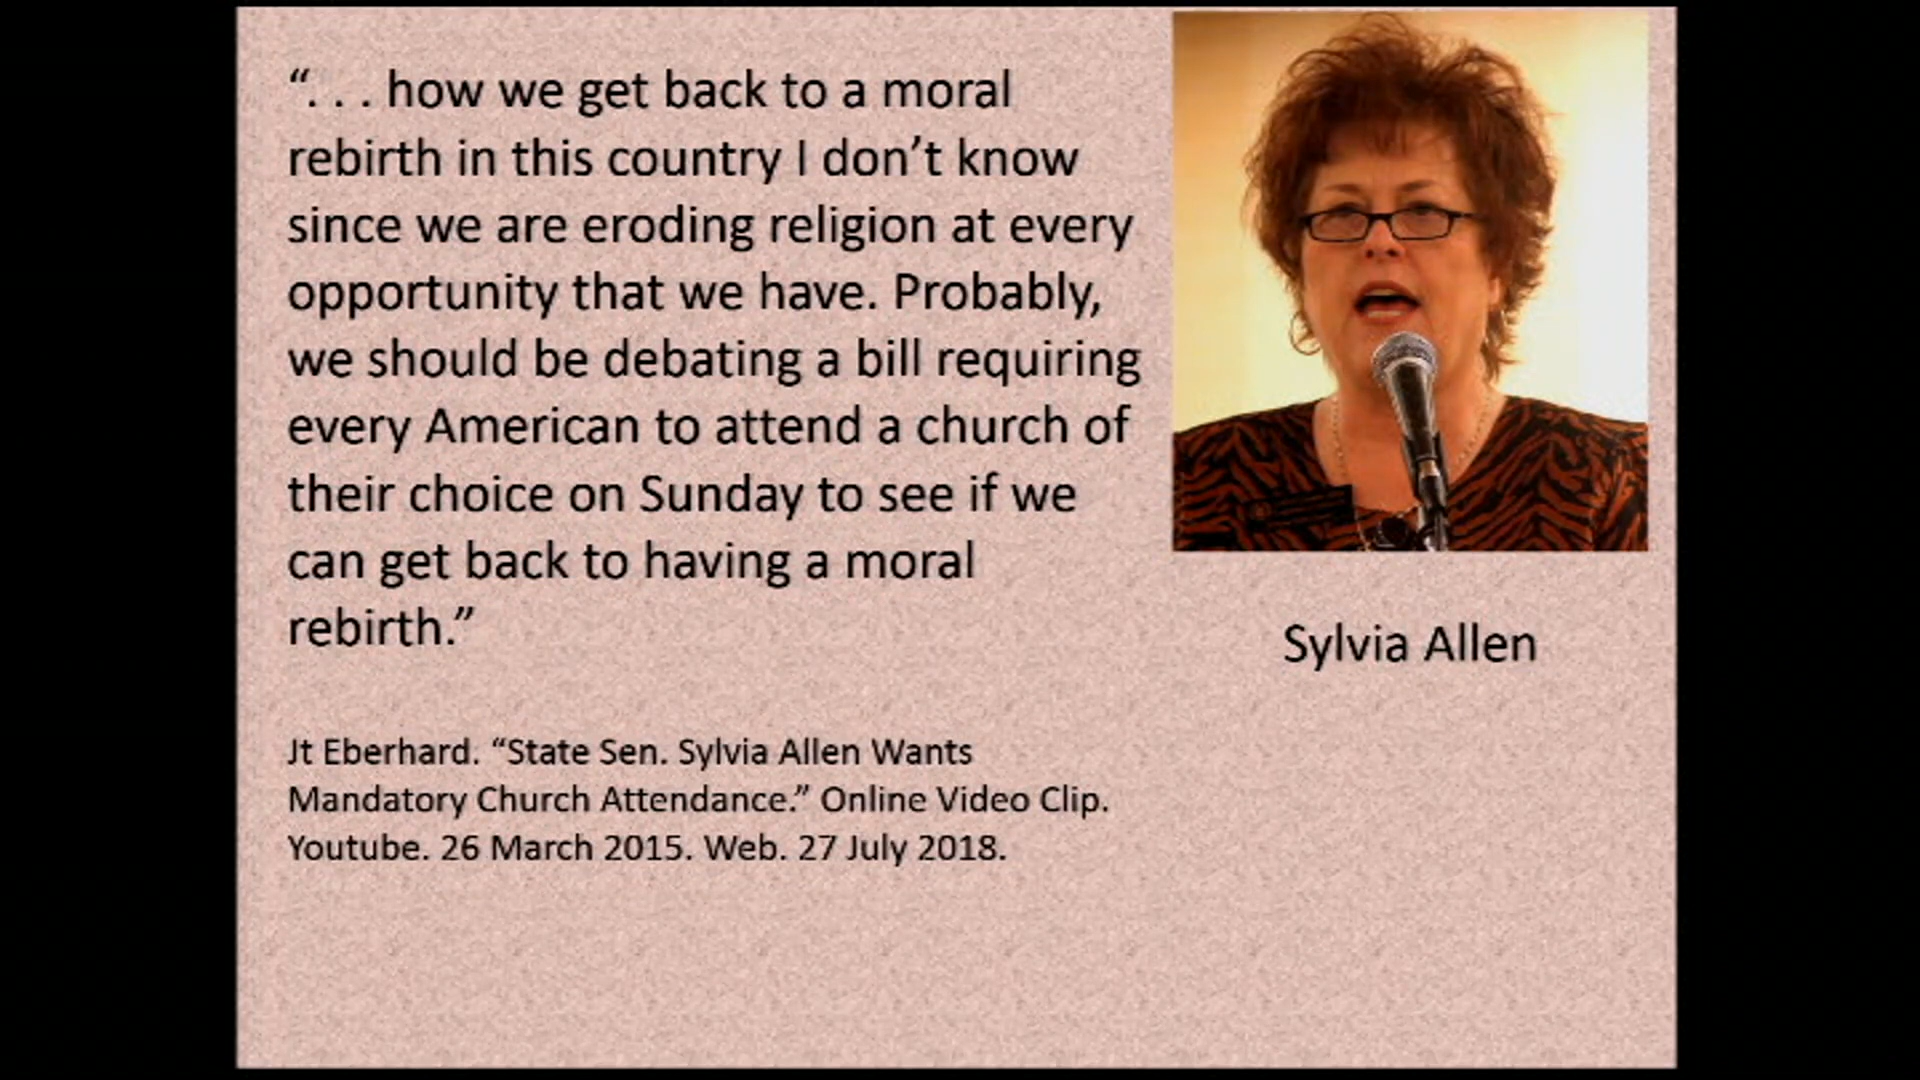 “. . . how we get back to a moral
rebirth in this country I don’t know
since we are eroding religion at every
opportunity that we have. Probably,
we should be debating a bill requiring
every American to attend a church of
their choice on Sunday to see if we
can get back to having a moral
rebirth.”
Sylvia Allen
Jt Eberhard. “State Sen. Sylvia Allen Wants
Mandatory Church Attendance.” Online Video Clip.
Youtube. 26 March 2015. Web. 27 July 2018.